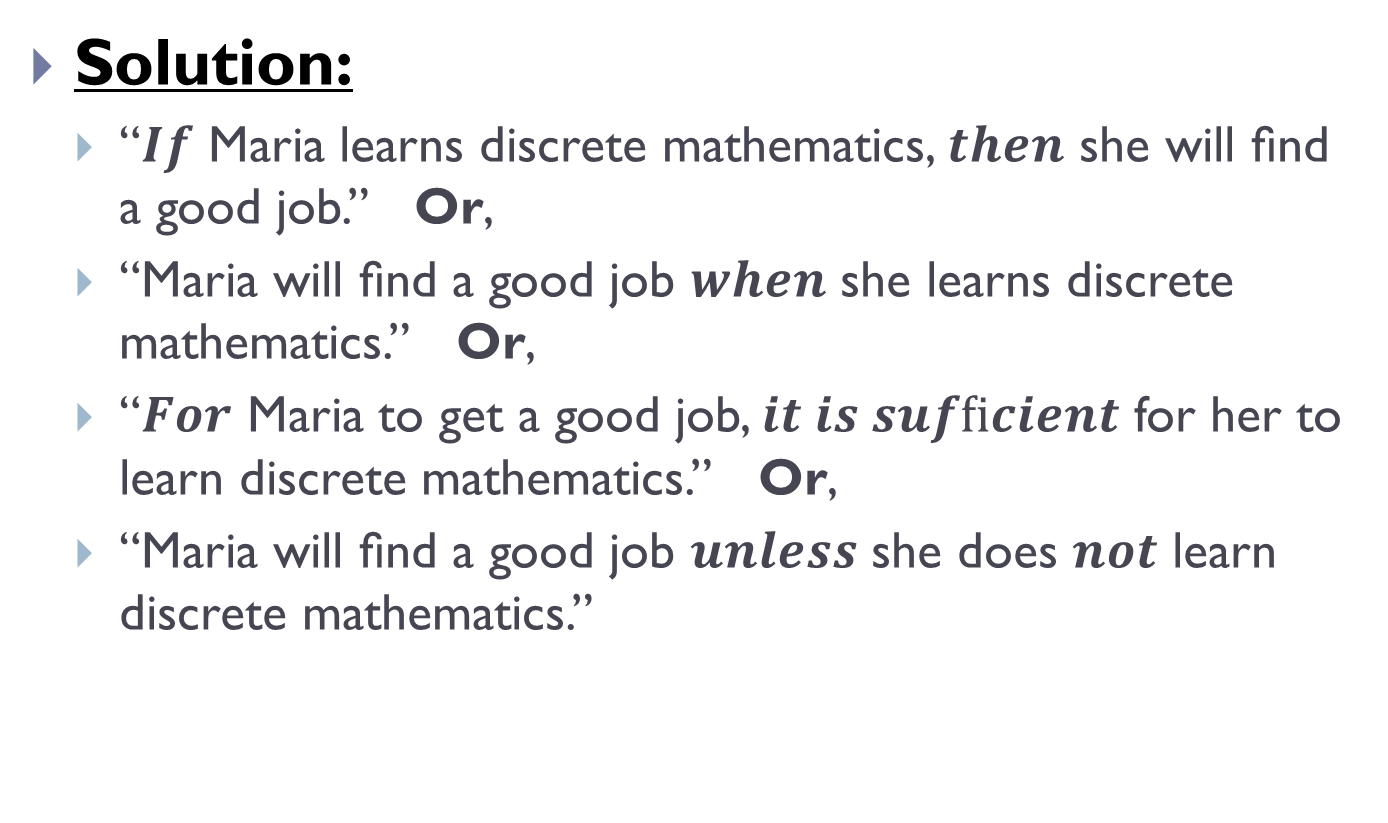 Solution:
“If Maria learns discrete mathematics, then she will find
a good job.” Or,
“Maria will find a good job when she learns discrete
mathematics.” Or,
“For Maria to get a good job, it is sufficient for her to
learn discrete mathematics.” Or,
“Maria will find a good job unless she does not learn
discrete mathematics.”